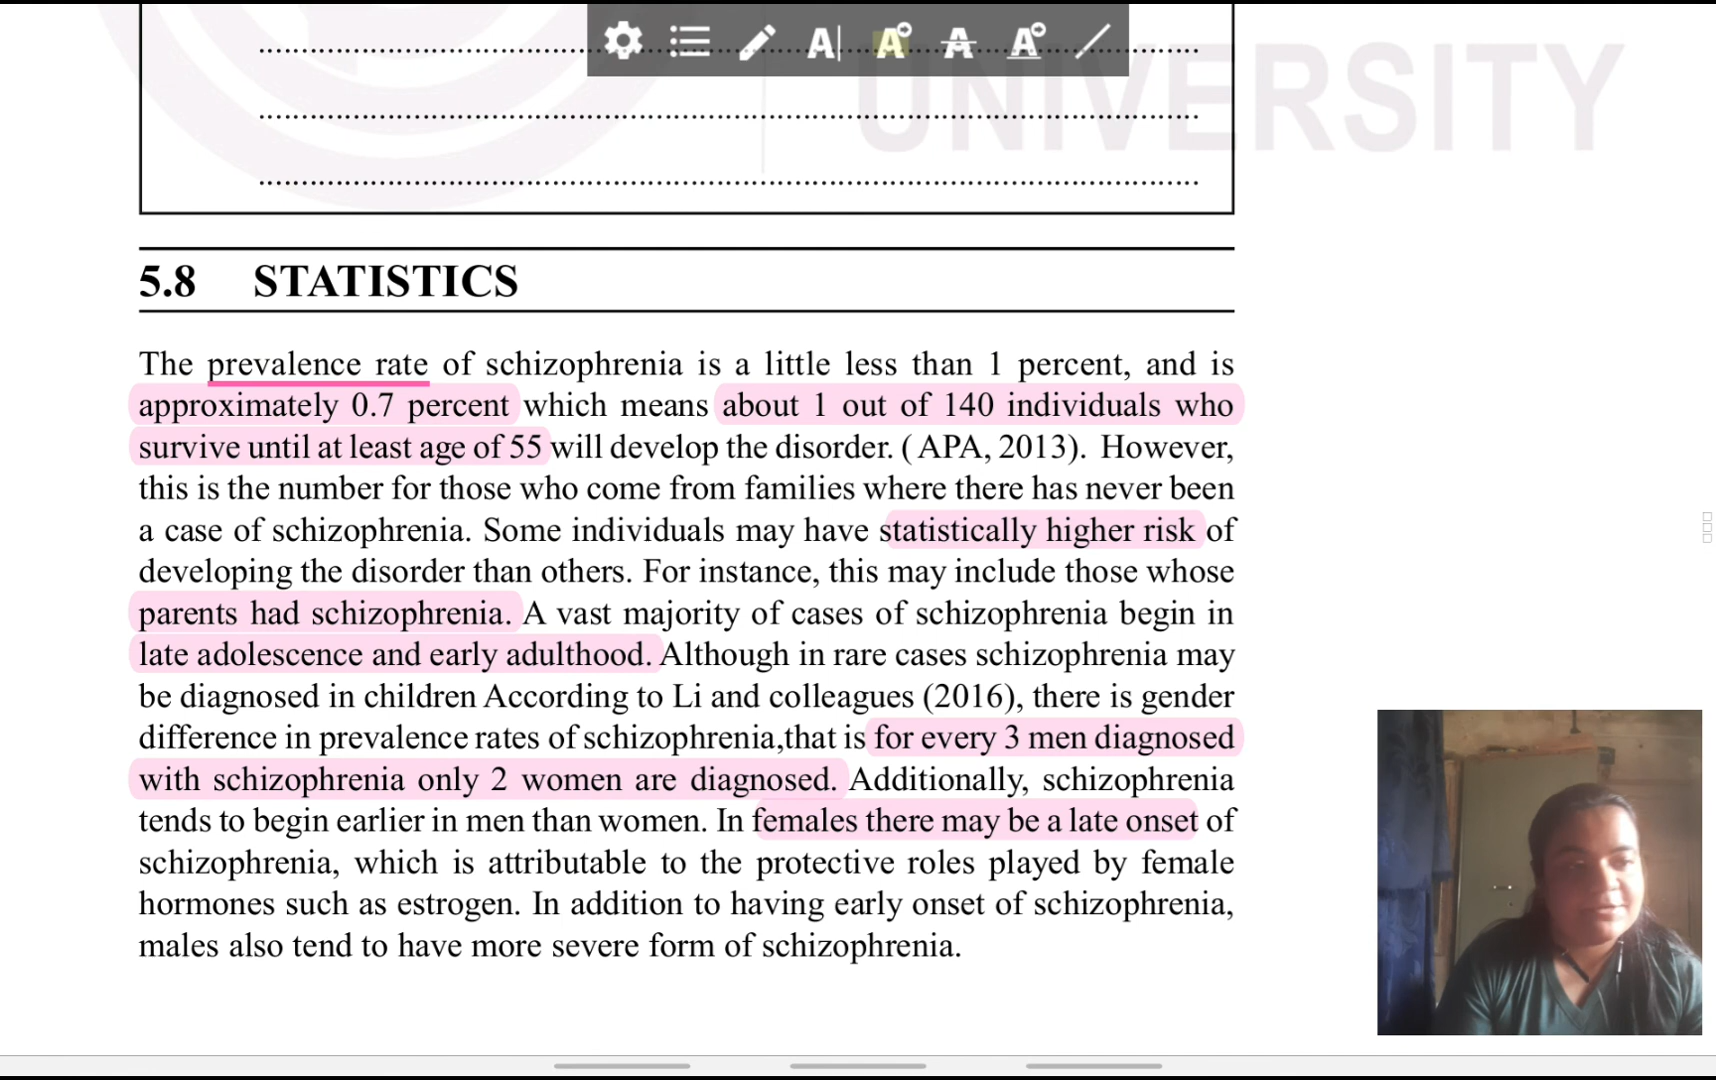 UNIVERSITY
5.8 STATISTICS
The prevalence rate of schizophrenia is a little less than 1 percent, and is
approximately 0.7 percent which means about 1 out of 140 individuals who
survive until at least age of 55 will develop the disorder. ( APA, 2013). However,
this is the number for those who come from families where there has never been
a case of schizophrenia. Some individuals may have statistically higher risk of
developing the disorder than others. For instance, this may include those whose
parents had schizophrenia. A vast majority of cases of schizophrenia begin in
late adolescence and early adulthood. Although in rare cases schizophrenia may
be diagnosed in children According to Li and colleagues (2016), there is gender
difference in prevalence rates of schizophrenia,that is for every 3 men diagnosed
with schizophrenia only 2 women are diagnosed. Additionally, schizophrenia
tends to begin earlier in men than women. In females there may be a late onset of
schizophrenia, which is attributable to the protective roles played by female
hormones such as estrogen. In addition to having early onset of schizophrenia,
males also tend to have more severe form of schizophrenia.